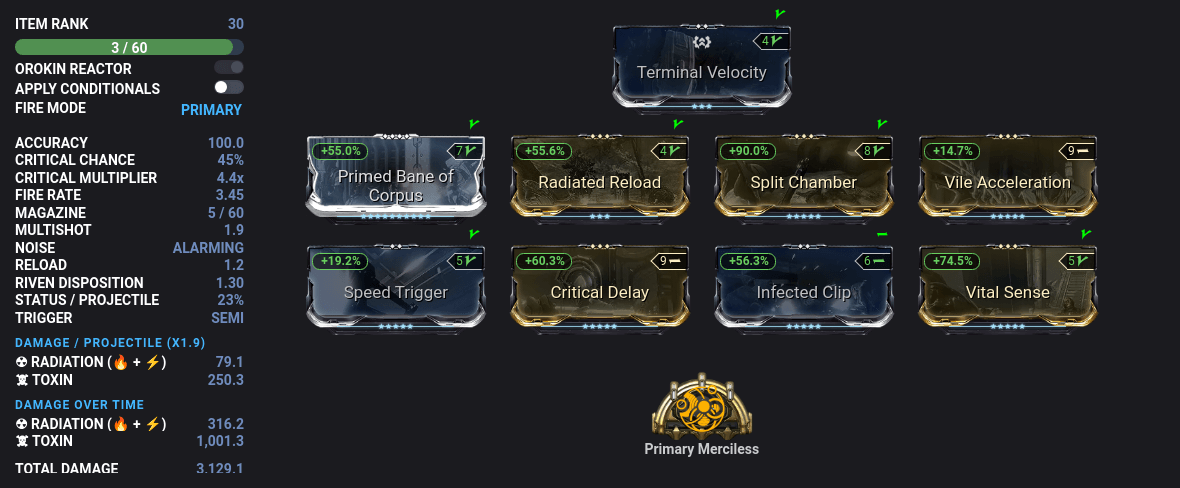 ITEM RANK 30
3 / 60
OROKIN REACTOR
APPLY CONDITIONALS
FIRE MODE PRIMARY
ACCURACY 100.0
CRITICAL CHANCE 45%
CRITICAL MULTIPLIER 4.4x
FIRE RATE 3.45
MAGAZINE 5 / 60
MULTISHOT 1.9
NOISE ALARMING
RELOAD 1.2
RIVEN DISPOSITION 1.30
STATUS / PROJECTILE 23%
TRIGGER SEMI
DAMAGE / PROJECTILE (X1.9)
☢ RADIATION (🔥 + ⚡) 79.1
☠ TOXIN 250.3
DAMAGE OVER TIME
☢ RADIATION (🔥 + ⚡) 316.2
☠ TOXIN 1,001.3
TOTAL DAMAGE 3,129.1
4
Terminal Velocity
+55.0% 7
Primed Bane of
Corpus
+55.6% 4
Radiated Reload
+90.0% 8
Split Chamber
+14.7% 9
Vile Acceleration
+19.2% 5
Speed Trigger
+60.3% 9
Critical Delay
+56.3% 6
Infected Clip
+74.5% 5
Vital Sense
Primary Merciless